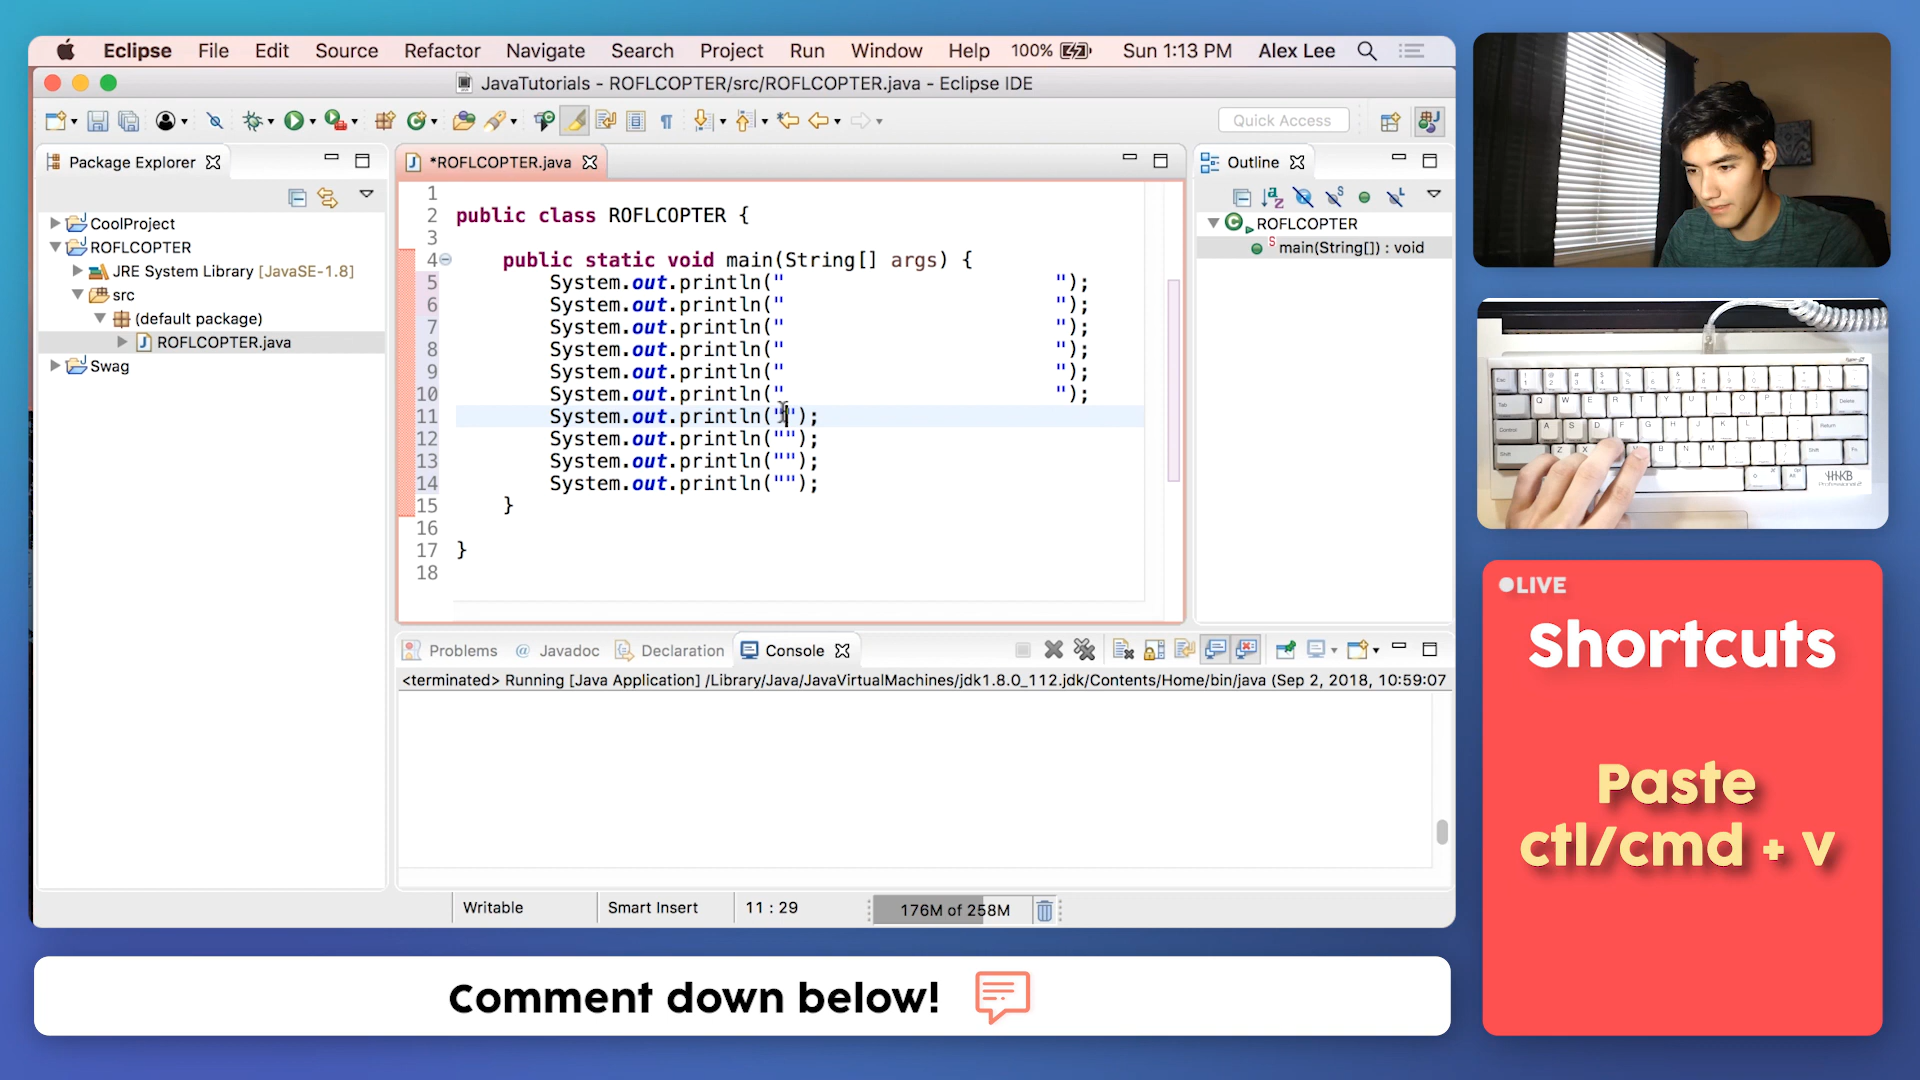 Eclipse File Edit Source Refactor Navigate Search Project Run Window Help 100% Sun 1:13 PM Alex Lee
JavaTutorials - ROFLCOPTER/src/ROFLCOPTER.java - Eclipse IDE
Quick Access
Package Explorer
CoolProject
ROFLCOPTER
JRE System Library [JavaSE-1.8]
src
(default package)
ROFLCOPTER.java
Swag
*ROFLCOPTER.java
1
2 public class ROFLCOPTER {
3
4 public static void main(String[] args) {
5 System.out.println("                       ");
6 System.out.println("                       ");
7 System.out.println("                       ");
8 System.out.println("                       ");
9 System.out.println("                       ");
10 System.out.println("                       ");
11 System.out.println("");
12 System.out.println("");
13 System.out.println("");
14 System.out.println("");
15 }
16
17 }
18
Outline
ROFLCOPTER
main(String[]) : void
Problems @ Javadoc Declaration Console
<terminated> Running [Java Application] /Library/Java/JavaVirtualMachines/jdk1.8.0_112.jdk/Contents/Home/bin/java (Sep 2, 2018, 10:59:07
Writable Smart Insert 11 : 29 176M of 258M
Comment down below!
LIVE
Shortcuts
Paste
ctl/cmd + v